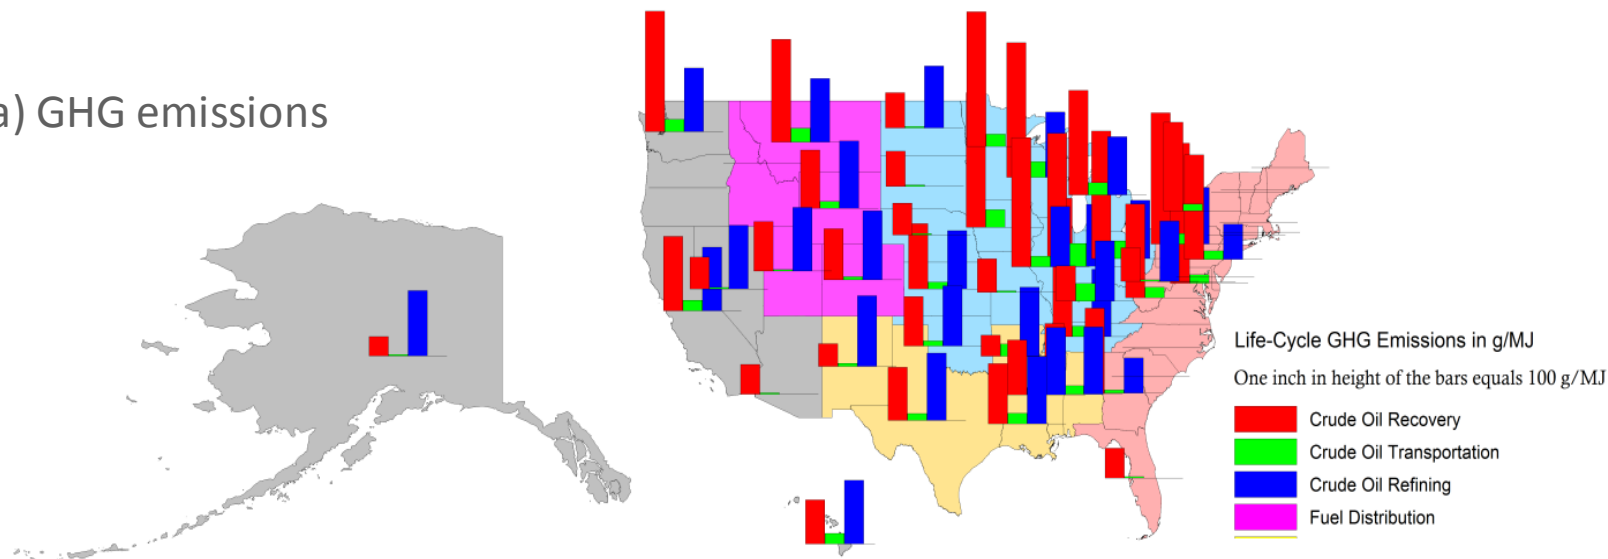 a) GHG emissions
Life-Cycle GHG Emissions in g/MJ
One inch in height of the bars equals 100 g/MJ
Crude Oil Recovery
Crude Oil Transportation
Crude Oil Refining
Fuel Distribution